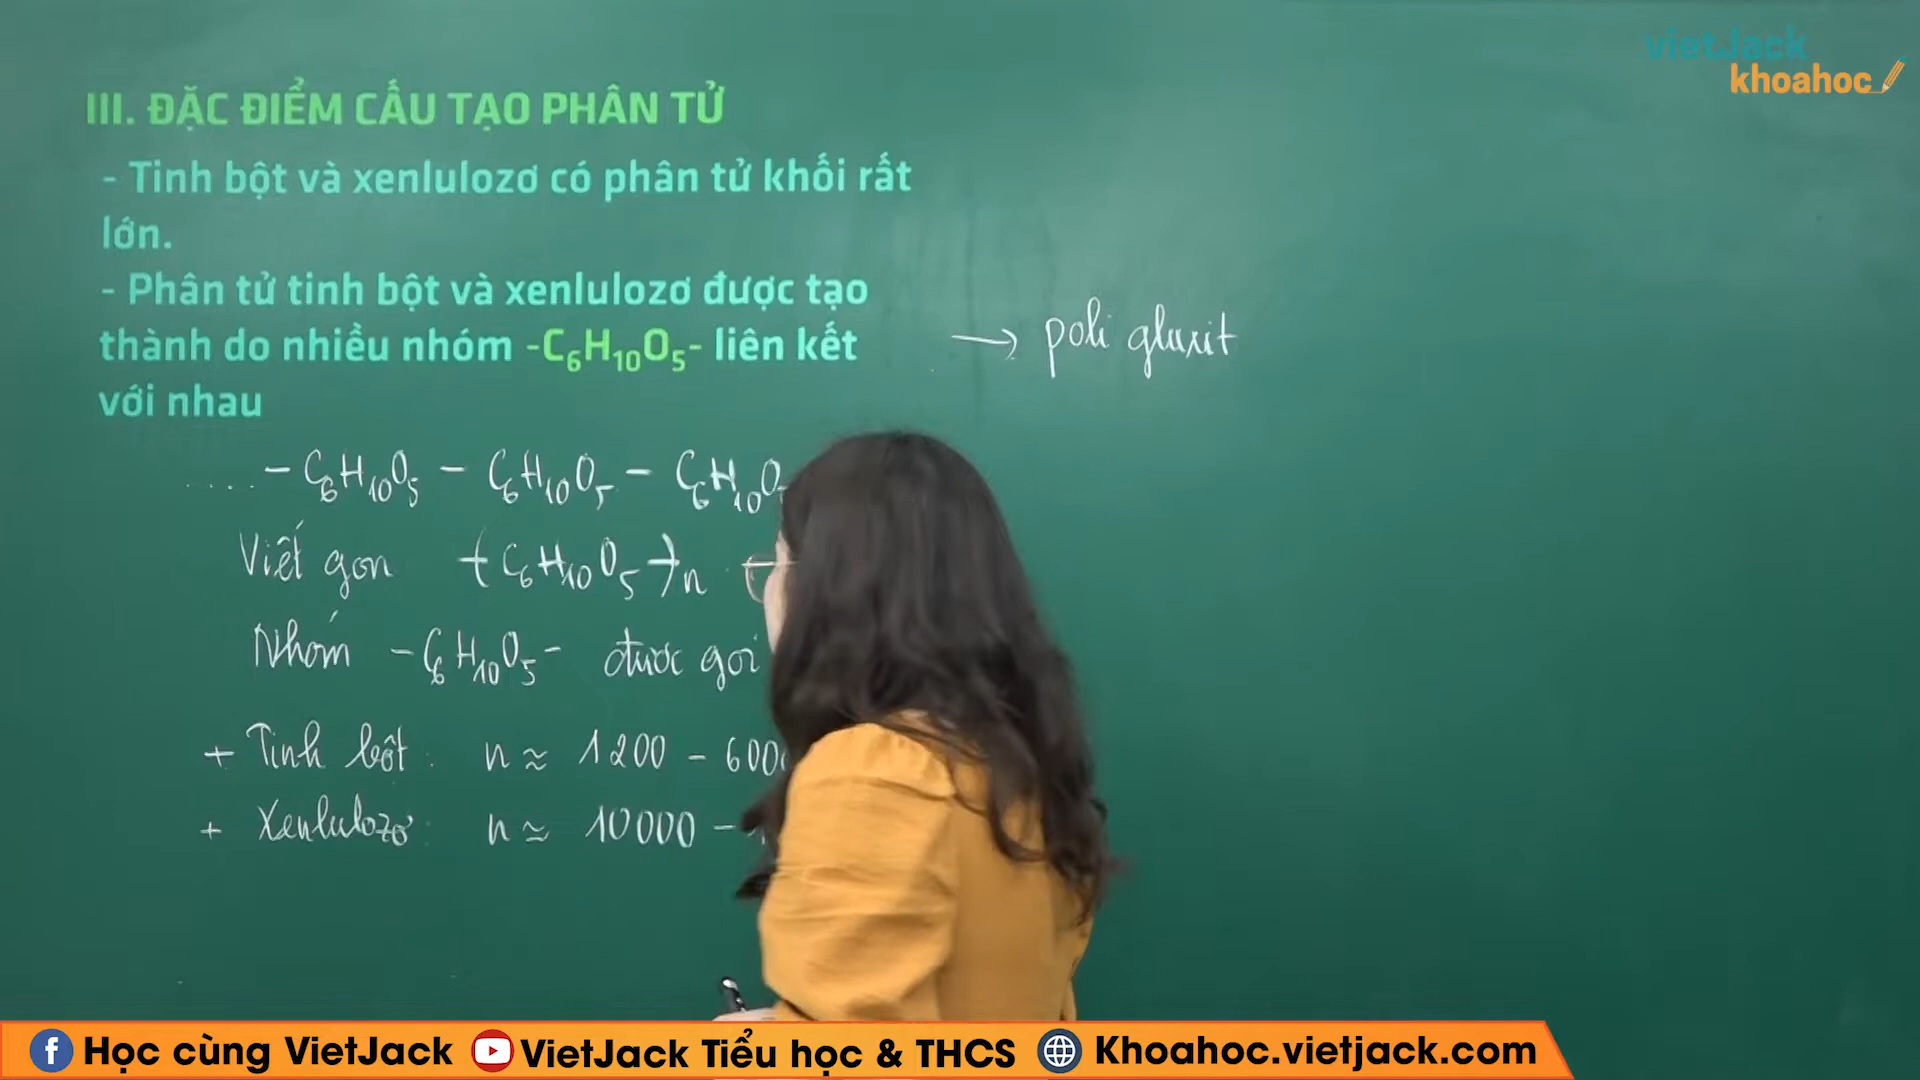 vietJack
khoahoc
III. ĐẶC ĐIỂM CẤU TẠO PHÂN TỬ
- Tinh bột và xenlulozơ có phân tử khối rất
lớn.
- Phân tử tinh bột và xenlulozơ được tạo
thành do nhiều nhóm -C₆H₁₀O₅- liên kết
với nhau
→ poli gluxit
..... - C₆H₁₀O₅ - C₆H₁₀O₅ - C₆H₁₀O
Viết gọn (C₆H₁₀O₅)n
Nhóm -C₆H₁₀O₅- được gọi
+ Tinh bột: n ≈ 1200 - 600
+ Xenlulozơ: n ≈ 10000 -
Học cùng VietJack VietJack Tiểu học & THCS Khoahoc.vietjack.com